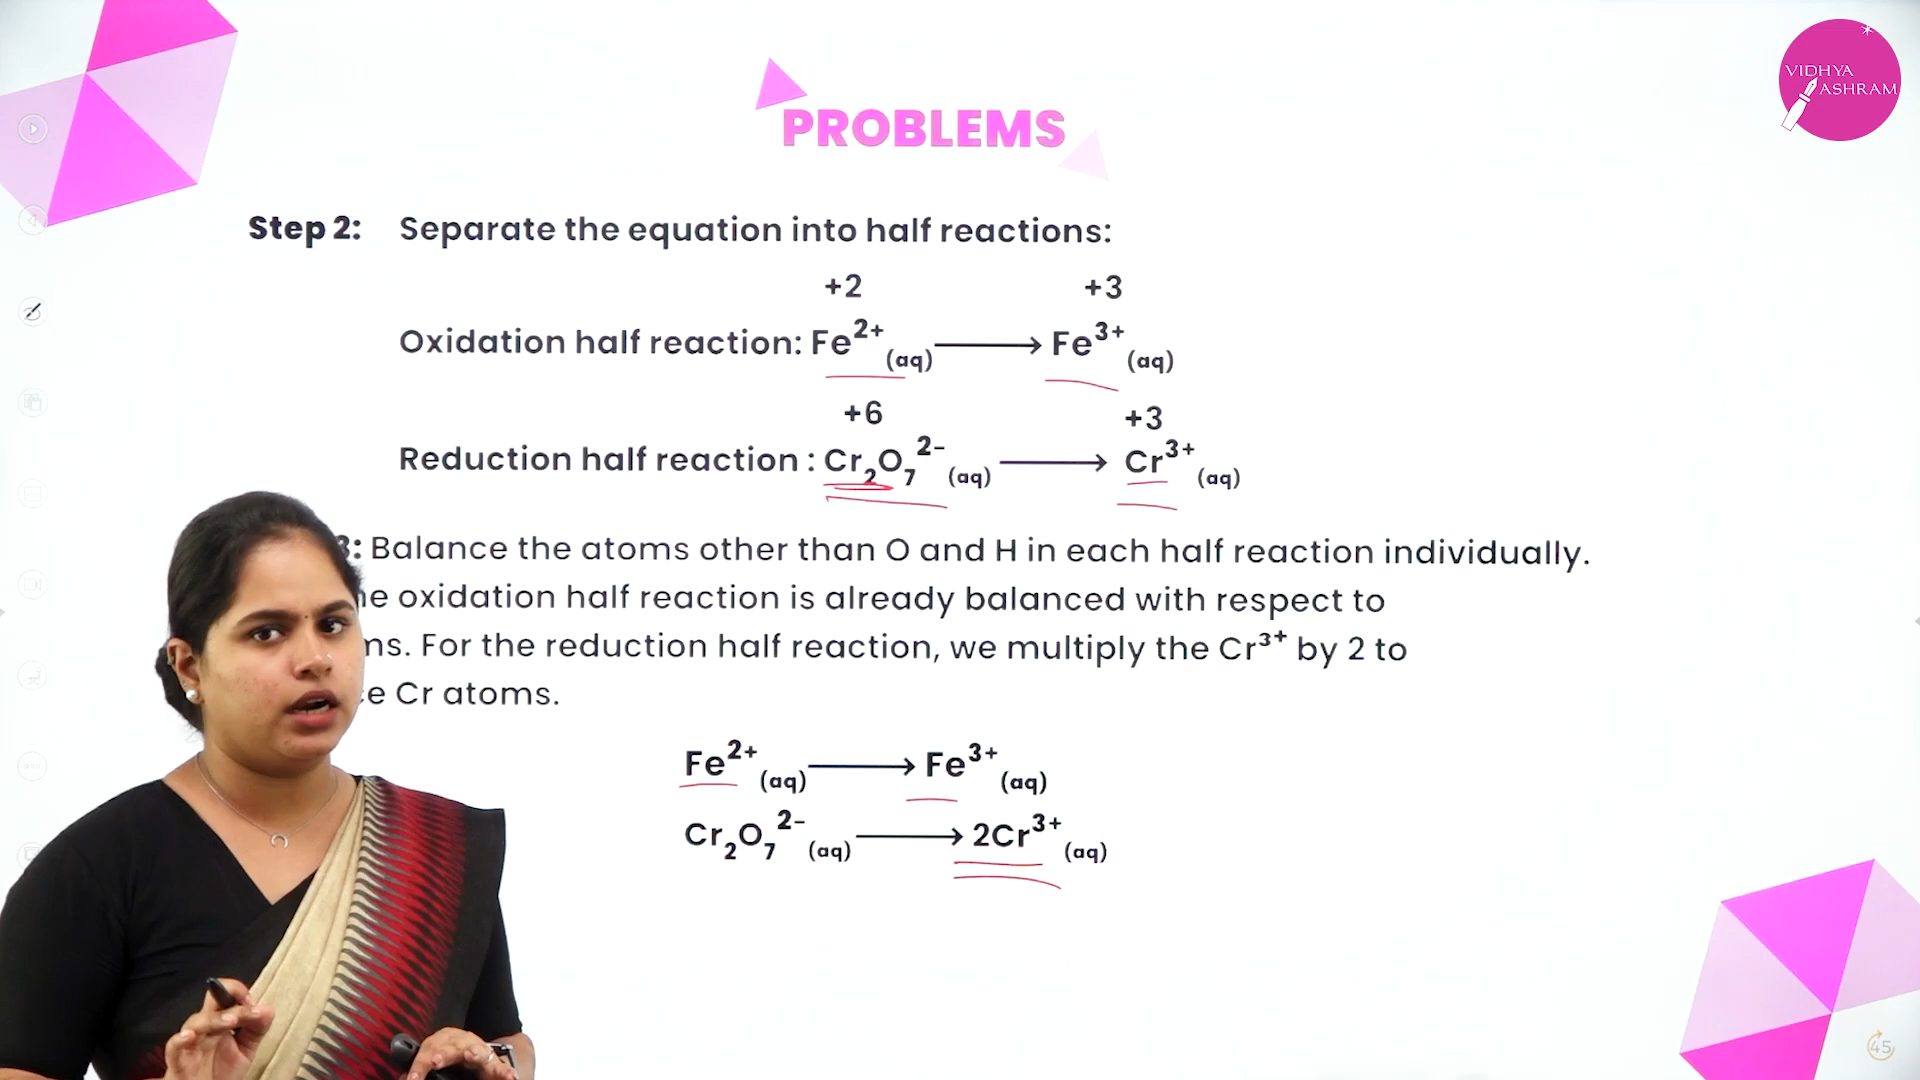 VIDHYA
ASHRAM
PROBLEMS
Step 2: Separate the equation into half reactions:
+2 +3
Oxidation half reaction: Fe²⁺(aq) ⟶ Fe³⁺(aq)
+6 +3
Reduction half reaction : Cr₂O₇²⁻(aq) ⟶ Cr³⁺(aq)
3: Balance the atoms other than O and H in each half reaction individually.
oxidation half reaction is already balanced with respect to
For the reduction half reaction, we multiply the Cr³⁺ by 2 to
Cr atoms.
Fe²⁺(aq) ⟶ Fe³⁺(aq)
Cr₂O₇²⁻(aq) ⟶ 2Cr³⁺(aq)
45